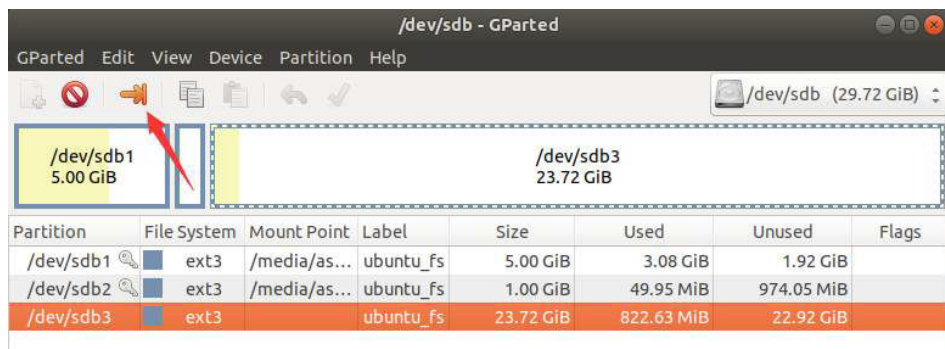 /dev/sdb - GParted
GParted Edit View Device Partition Help
/dev/sdb (29.72 GiB)
/dev/sdb1
5.00 GiB
/dev/sdb3
23.72 GiB
Partition File System Mount Point Label Size Used Unused Flags
/dev/sdb1 ext3 /media/as... ubuntu_fs 5.00 GiB 3.08 GiB 1.92 GiB
/dev/sdb2 ext3 /media/as... ubuntu_fs 1.00 GiB 49.95 MiB 974.05 MiB
/dev/sdb3 ext3 ubuntu_fs 23.72 GiB 822.63 MiB 22.92 GiB